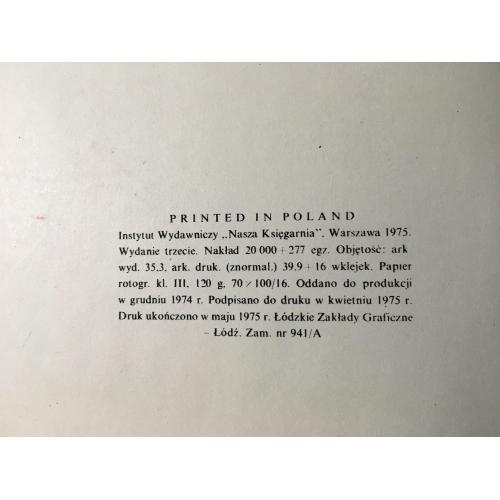 PRINTED IN POLAND
Instytut Wydawniczy „Nasza Księgarnia". Warszawa 1975.
Wydanie trzecie. Nakład 20 000 + 277 egz. Objętość: ark
wyd. 35,3, ark. druk. (znormal.) 39,9 + 16 wklejek. Papier
rotogr. kl. III, 120 g, 70 × 100/16. Oddano do produkcji
w grudniu 1974 r. Podpisano do druku w kwietniu 1975 r.
Druk ukończono w maju 1975 r. Łódzkie Zakłady Graficzne
– Łódź. Zam. nr 941/A